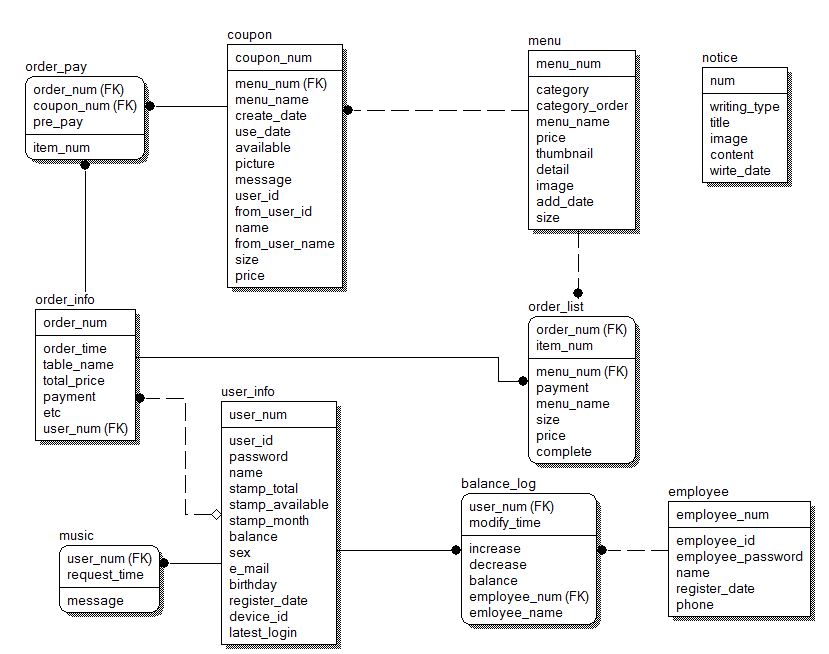 order_pay
order_num (FK)
coupon_num (FK)
pre_pay
item_num
coupon
coupon_num
menu_num (FK)
menu_name
create_date
use_date
available
picture
message
user_id
from_user_id
name
from_user_name
size
price
menu
menu_num
category
category_order
menu_name
price
thumbnail
detail
image
add_date
size
notice
num
writing_type
title
image
content
wirte_date
order_info
order_num
order_time
table_name
total_price
payment
etc
user_num (FK)
order_list
order_num (FK)
item_num
menu_num (FK)
payment
menu_name
size
price
complete
user_info
user_num
user_id
password
name
stamp_total
stamp_available
stamp_month
balance
sex
e_mail
birthday
register_date
device_id
latest_login
music
user_num (FK)
request_time
message
balance_log
user_num (FK)
modify_time
increase
decrease
balance
employee_num (FK)
emloyee_name
employee
employee_num
employee_id
employee_password
name
register_date
phone